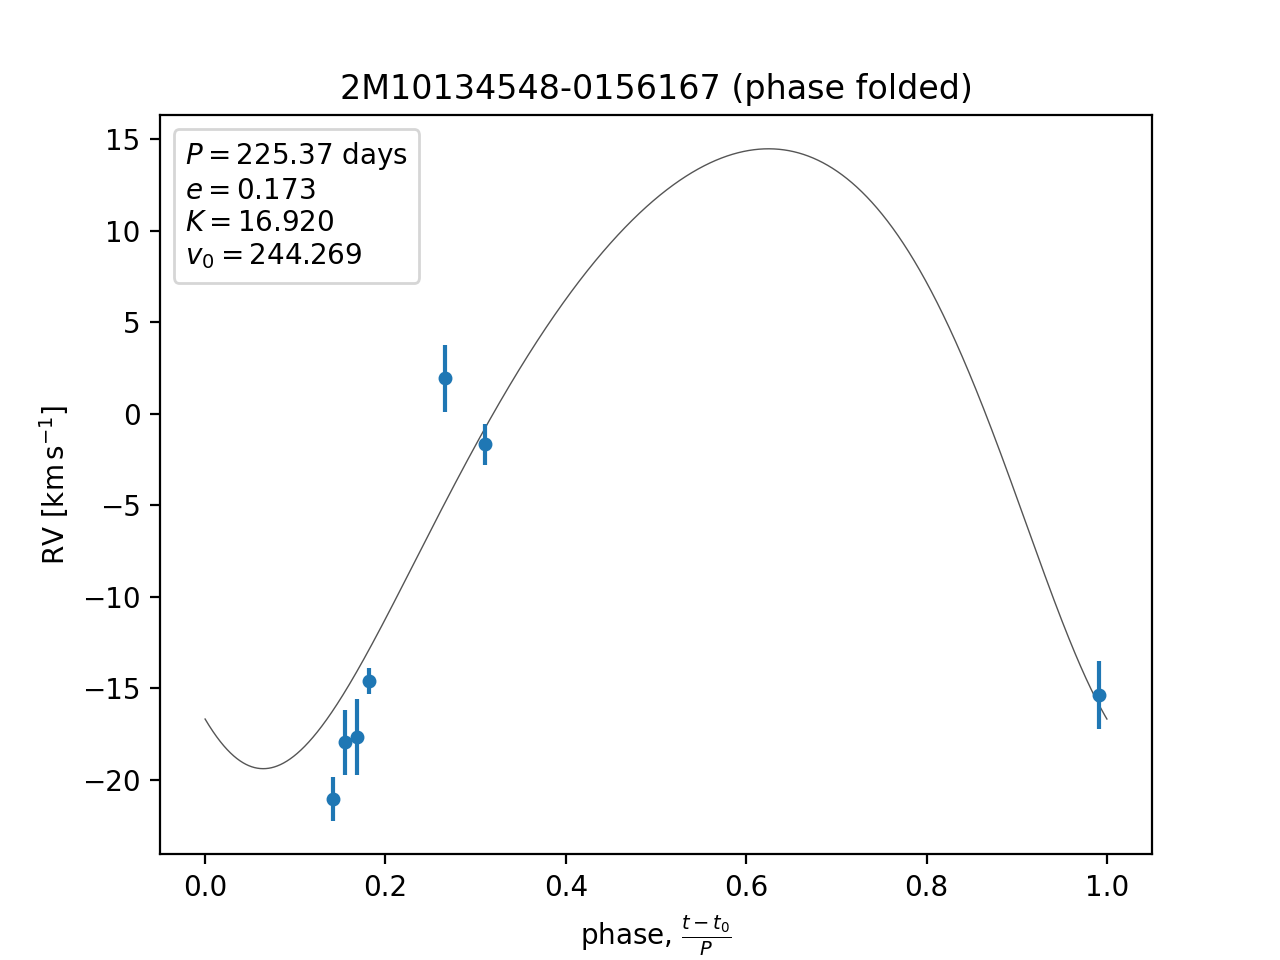 2M10134548-0156167 (phase folded)
P = 225.37 days
e = 0.173
K = 16.920
v₀ = 244.269
15
10
5
0
−5
−10
−15
−20
RV [km s⁻¹]
0.0 0.2 0.4 0.6 0.8 1.0
phase, (t − t₀)/P